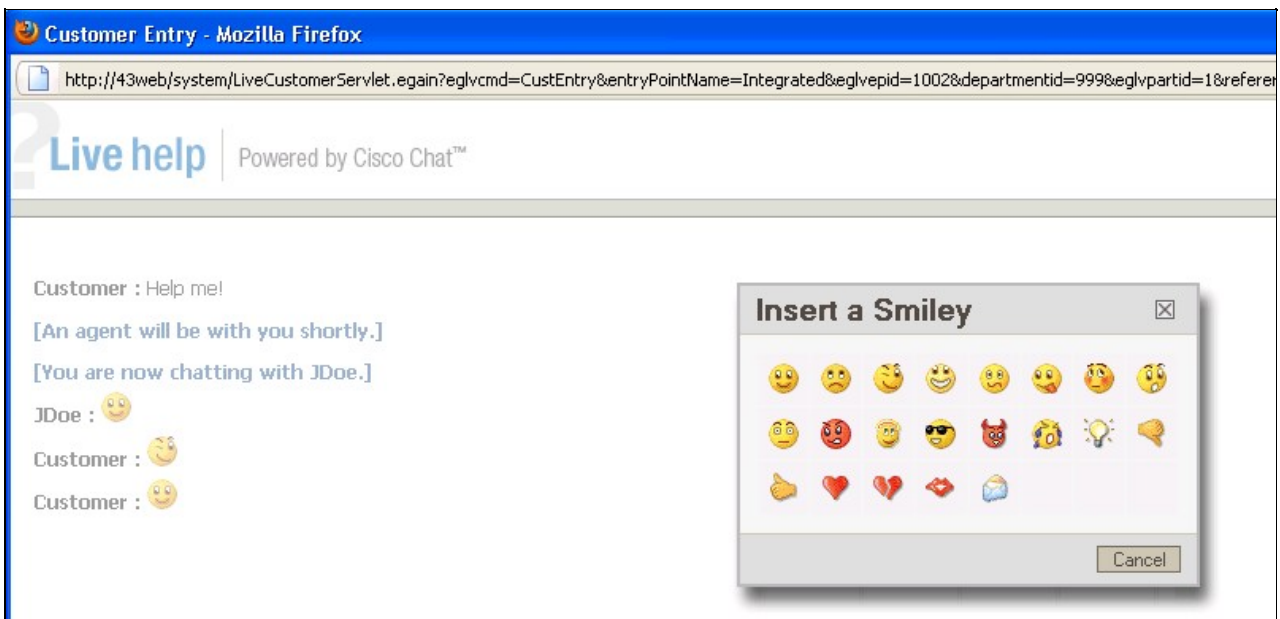 Customer Entry - Mozilla Firefox
http://43web/system/LiveCustomerServlet.egain?eglvcmd=CustEntry&entryPointName=Integrated&eglvepid=1002&departmentid=999&eglvpartid=1&referer
Live help Powered by Cisco Chat™
Customer : Help me!
[An agent will be with you shortly.]
[You are now chatting with JDoe.]
JDoe :
Customer :
Customer :
Insert a Smiley
Cancel